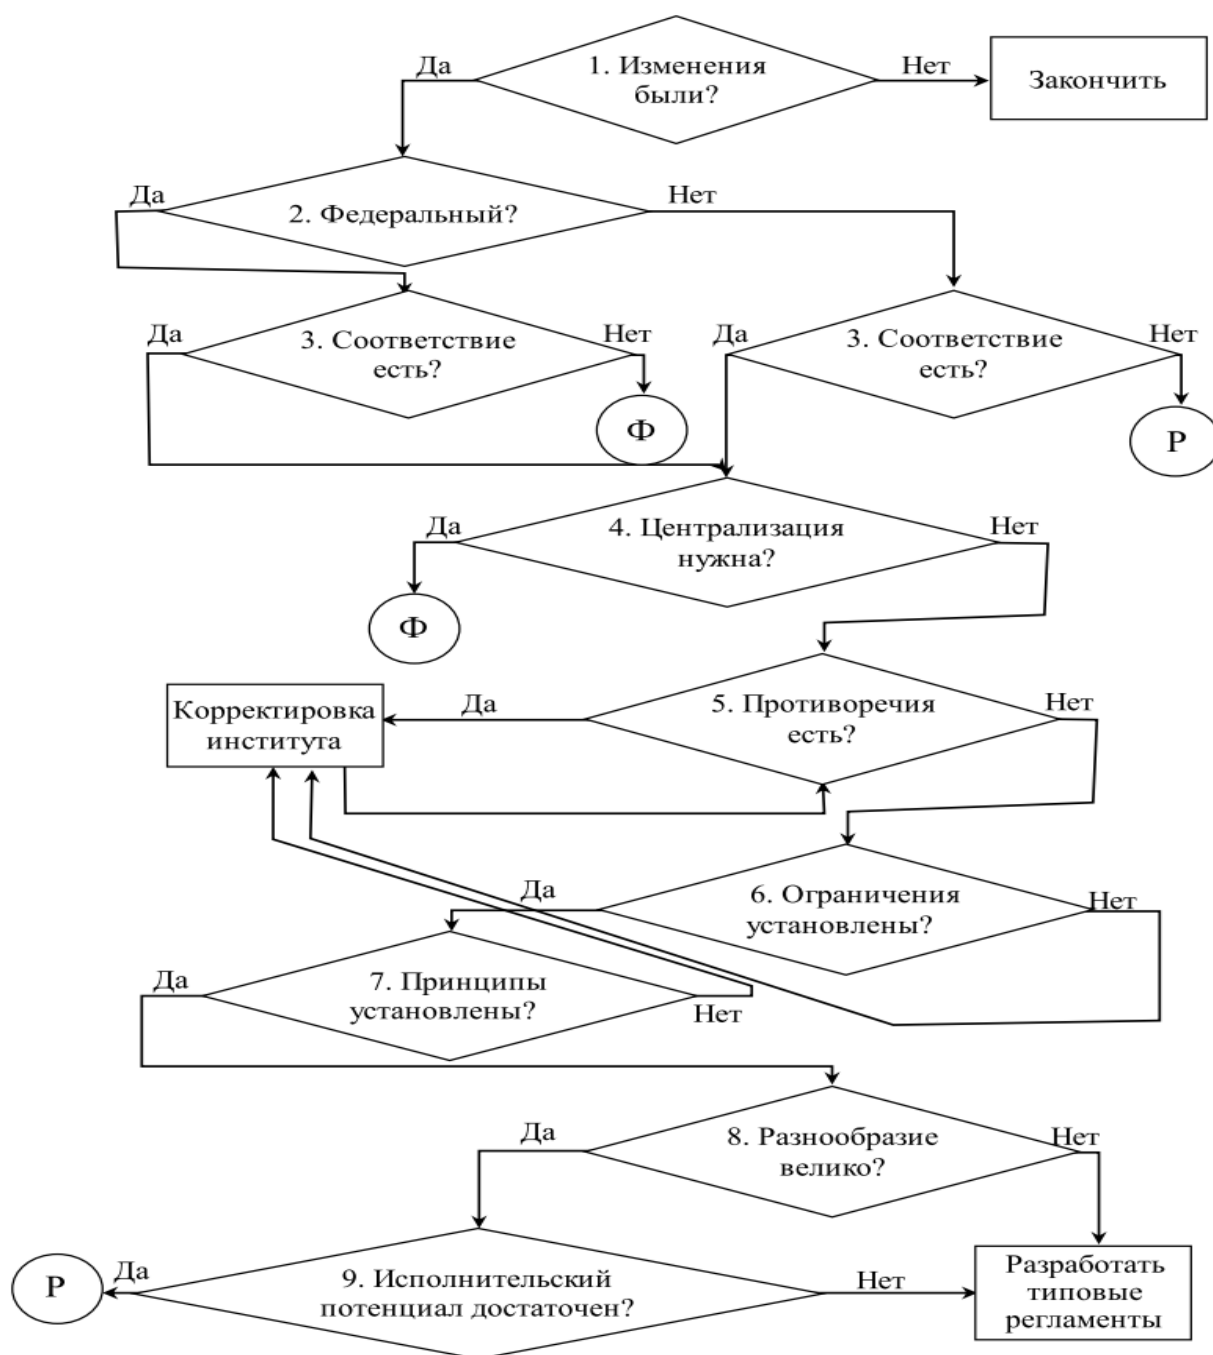 1. Изменения
были?
Да
Нет
Закончить
2. Федеральный?
Да
Нет
3. Соответствие
есть?
Да
Нет
3. Соответствие
есть?
Да
Нет
Ф
Р
4. Централизация
нужна?
Да
Нет
Ф
5. Противоречия
есть?
Да
Нет
Корректировка
института
6. Ограничения
установлены?
Да
Нет
7. Принципы
установлены?
Да
Нет
8. Разнообразие
велико?
Да
Нет
9. Исполнительский
потенциал достаточен?
Да
Нет
Р
Разработать
типовые
регламенты